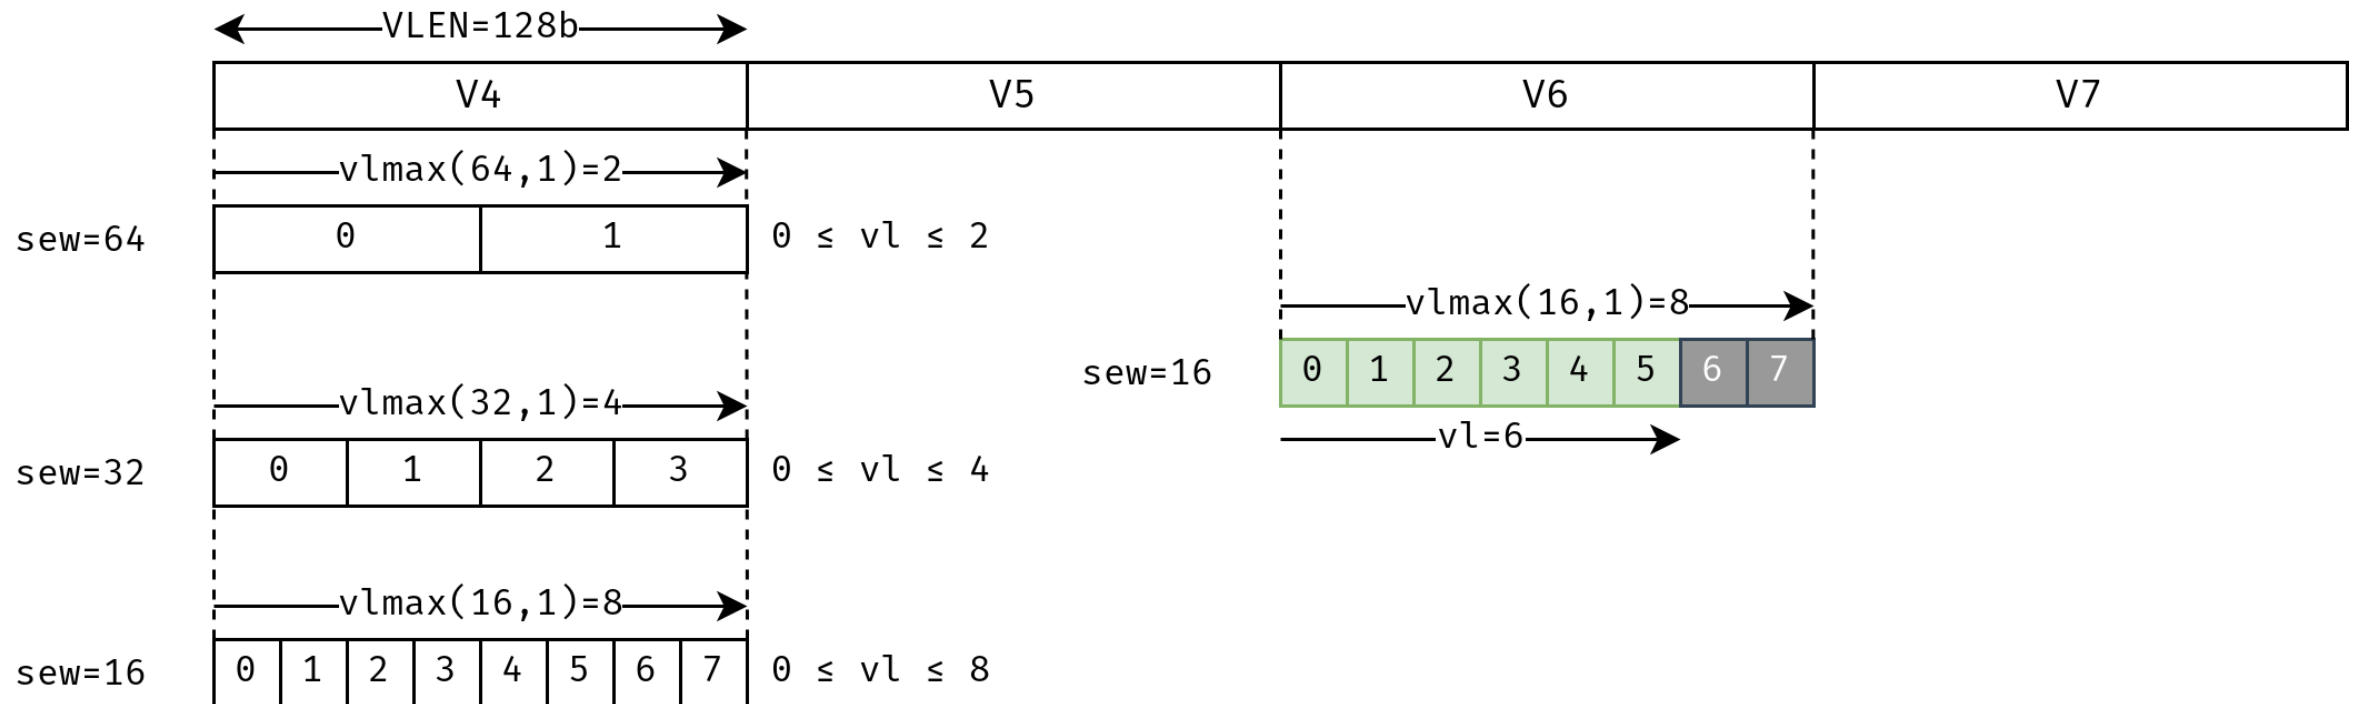 VLEN=128b
V4 V5 V6 V7
vlmax(64,1)=2
sew=64 0 1 0 ≤ vl ≤ 2
vlmax(16,1)=8
sew=16 0 1 2 3 4 5 6 7
vl=6
vlmax(32,1)=4
sew=32 0 1 2 3 0 ≤ vl ≤ 4
vlmax(16,1)=8
sew=16 0 1 2 3 4 5 6 7 0 ≤ vl ≤ 8